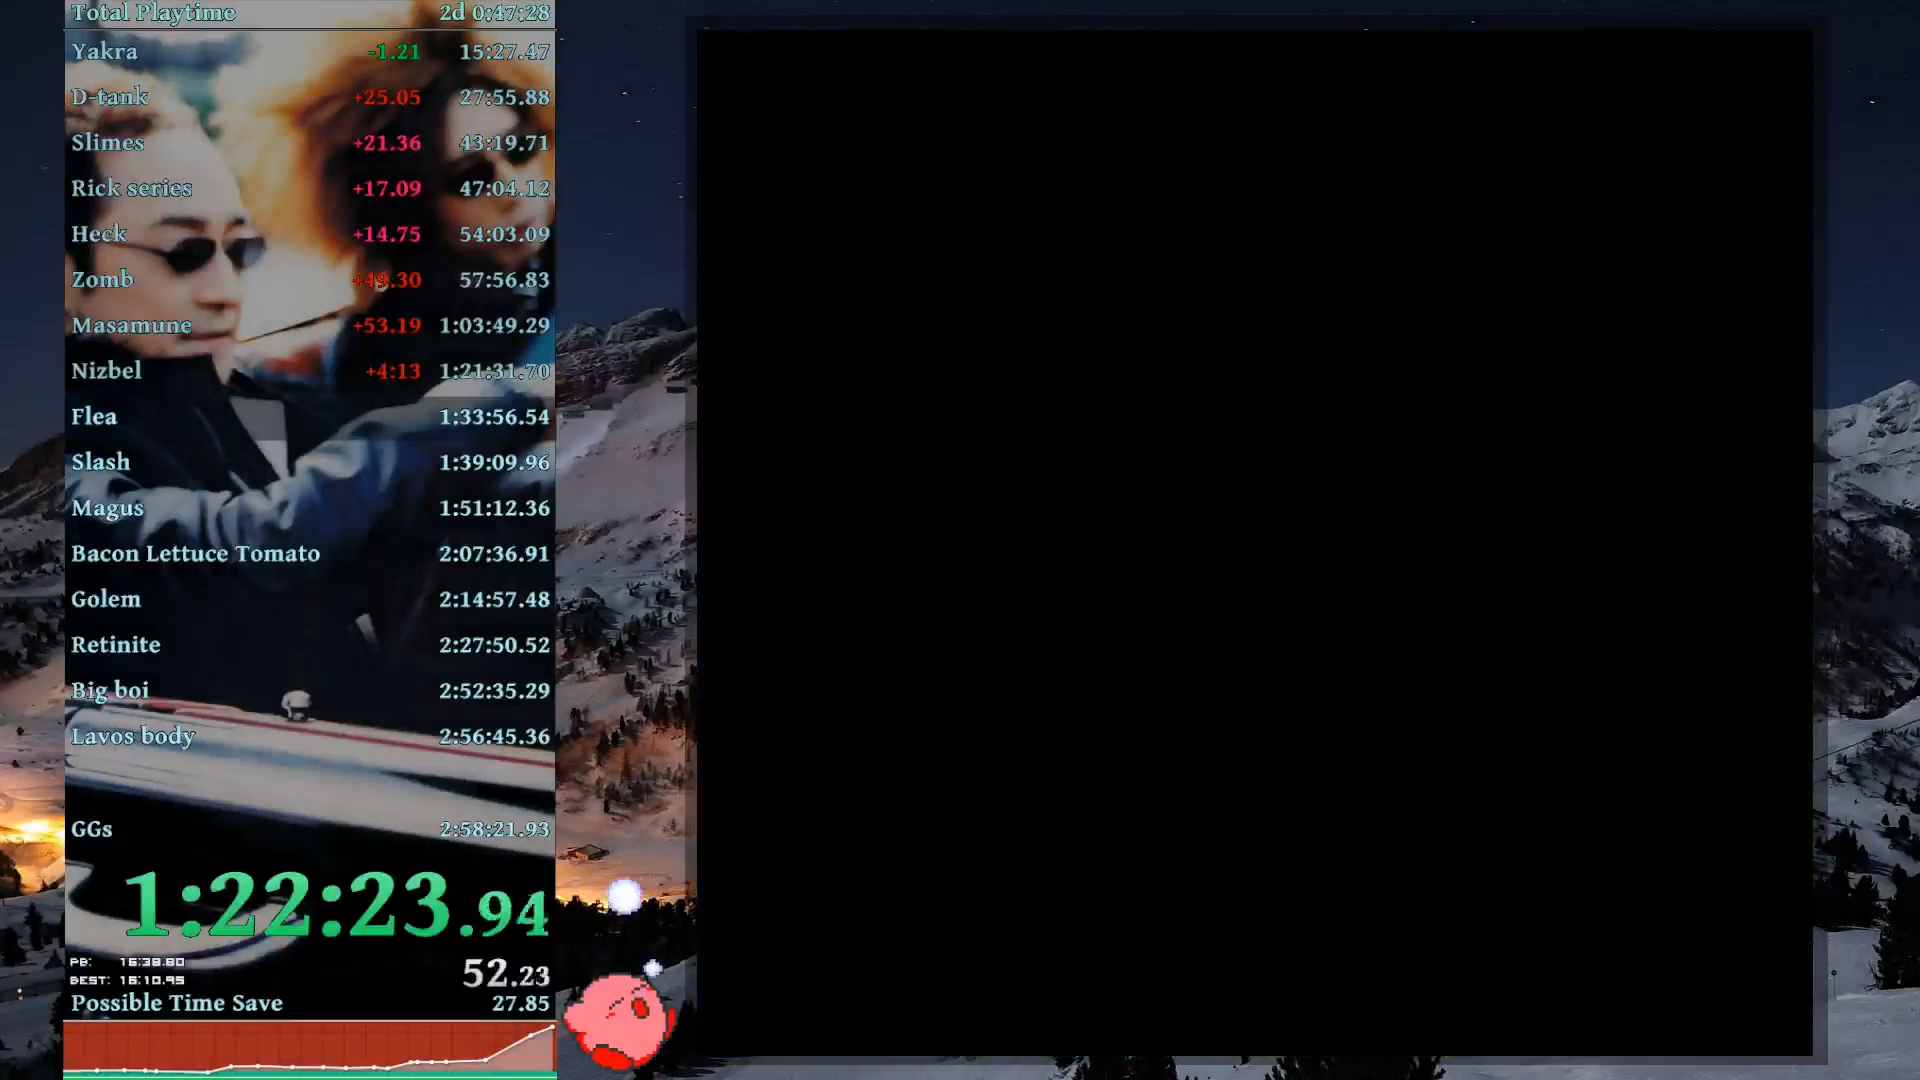 Total Playtime 2d 0:47:28
Yakra -1.21 15:27.47
D-tank +25.05 27:55.88
Slimes +21.36 43:19.71
Rick series +17.09 47:04.12
Heck +14.75 54:03.09
Zomb +49.30 57:56.83
Masamune +53.19 1:03:49.29
Nizbel +4:13 1:21:31.70
Flea 1:33:56.54
Slash 1:39:09.96
Magus 1:51:12.36
Bacon Lettuce Tomato 2:07:36.91
Golem 2:14:57.48
Retinite 2:27:50.52
Big boi 2:52:35.29
Lavos body 2:56:45.36
GGs 2:58:21.93
1:22:23.94
PB: 16:38.80 52.23
BEST: 16:10.95
Possible Time Save 27.85